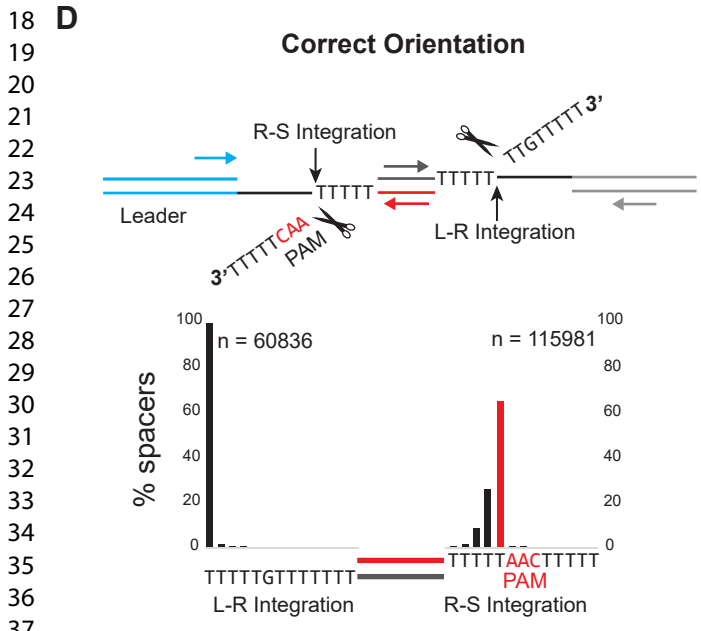 18
D
19
Correct Orientation
20
21
3’
22
R-S Integration
TTGTTTTT
23
TTTTT
TTTTT
24
Leader
L-R Integration
25
3’TTTTTCAA
PAM
26
27
100
100
28
n = 60836
n = 115981
29
80
80
30
60
60
31
% spacers
32
40
40
33
20
20
34
0
0
35
TTTTTAACTTTTT
TTTTTGTTTTTTT
PAM
36
L-R Integration
R-S Integration
37